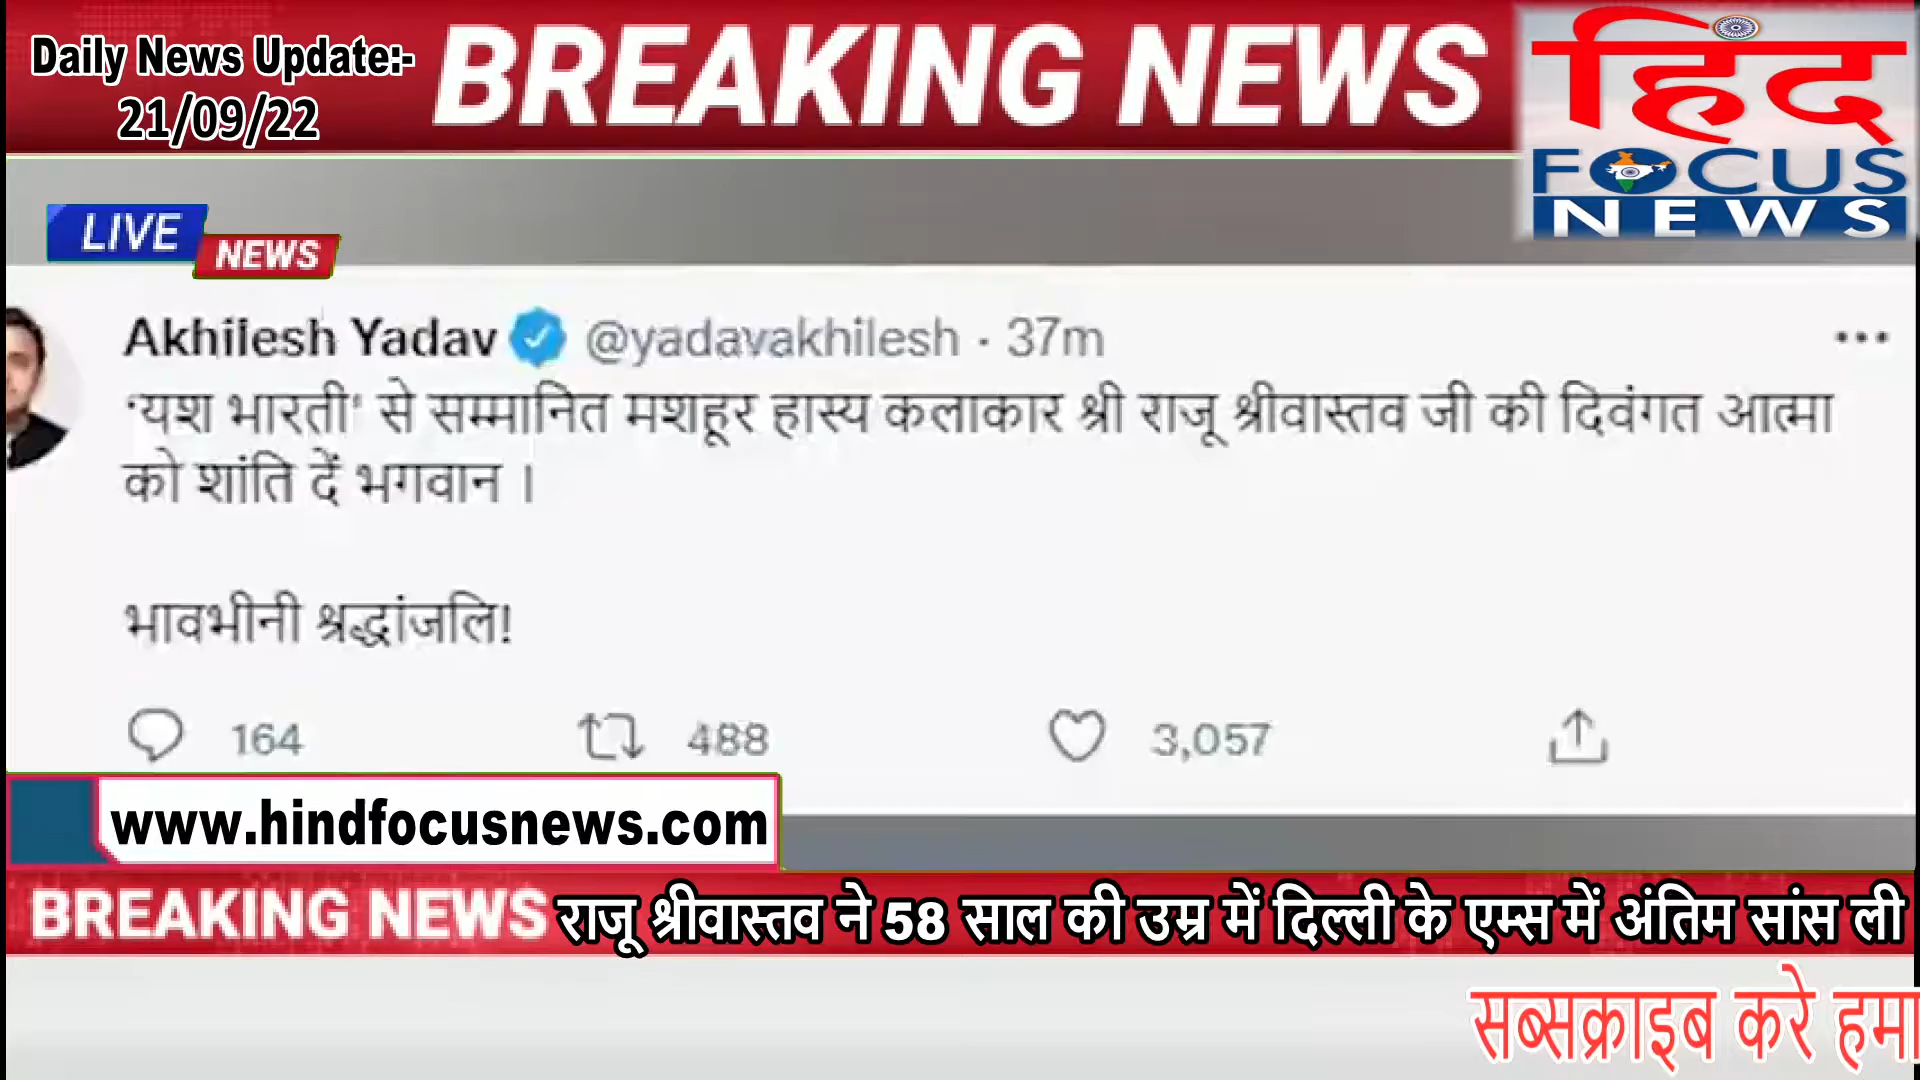 Daily News Update:-
21/09/22
BREAKING NEWS
हिंद
FOCUS
NEWS
LIVE
NEWS
Akhilesh Yadav @yadavakhilesh · 37m
‘यश भारती' से सम्मानित मशहूर हास्य कलाकार श्री राजू श्रीवास्तव जी की दिवंगत आत्मा
को शांति दें भगवान ।
भावभीनी श्रद्धांजलि!
164 488 3,057
www.hindfocusnews.com
BREAKING NEWS राजू श्रीवास्तव ने 58 साल की उम्र में दिल्ली के एम्स में अंतिम सांस ली
सब्सक्राइब करे हमा